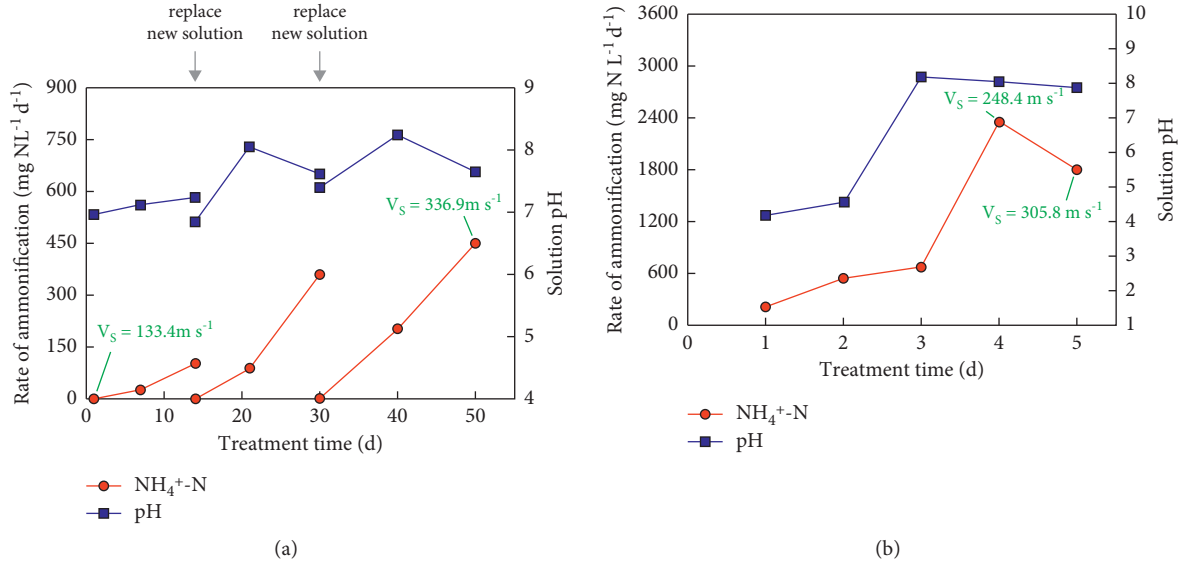 replace
new solution
replace
new solution
Rate of ammonification (mg NL⁻¹ d⁻¹)
900
750
600
450
300
150
0
9
8
7
6
5
4
Solution pH
V_S = 133.4m s⁻¹
V_S = 336.9m s⁻¹
0 10 20 30 40 50
Treatment time (d)
NH₄⁺-N
pH
(a)
Rate of ammonification (mg N L⁻¹ d⁻¹)
3600
3000
2400
1800
1200
600
0
10
9
8
7
6
5
4
3
2
1
Solution pH
V_S = 248.4 m s⁻¹
V_S = 305.8 m s⁻¹
0 1 2 3 4 5
Treatment time (d)
NH₄⁺-N
pH
(b)